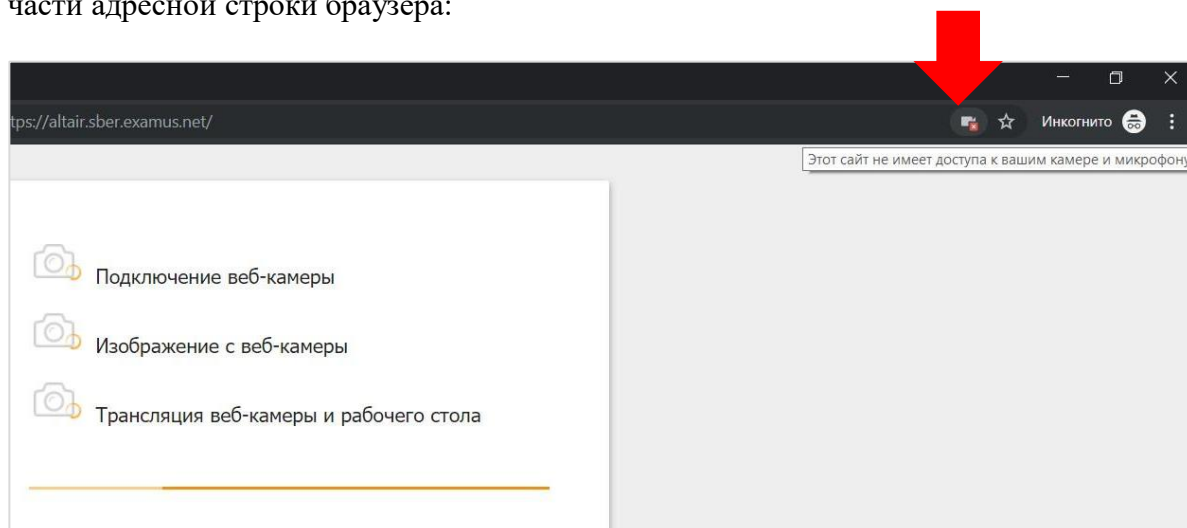 части адресной строки браузера:
tps://altair.sber.examus.net/
Инкогнито
Этот сайт не имеет доступа к вашим камере и микрофону
Подключение веб-камеры
Изображение с веб-камеры
Трансляция веб-камеры и рабочего стола